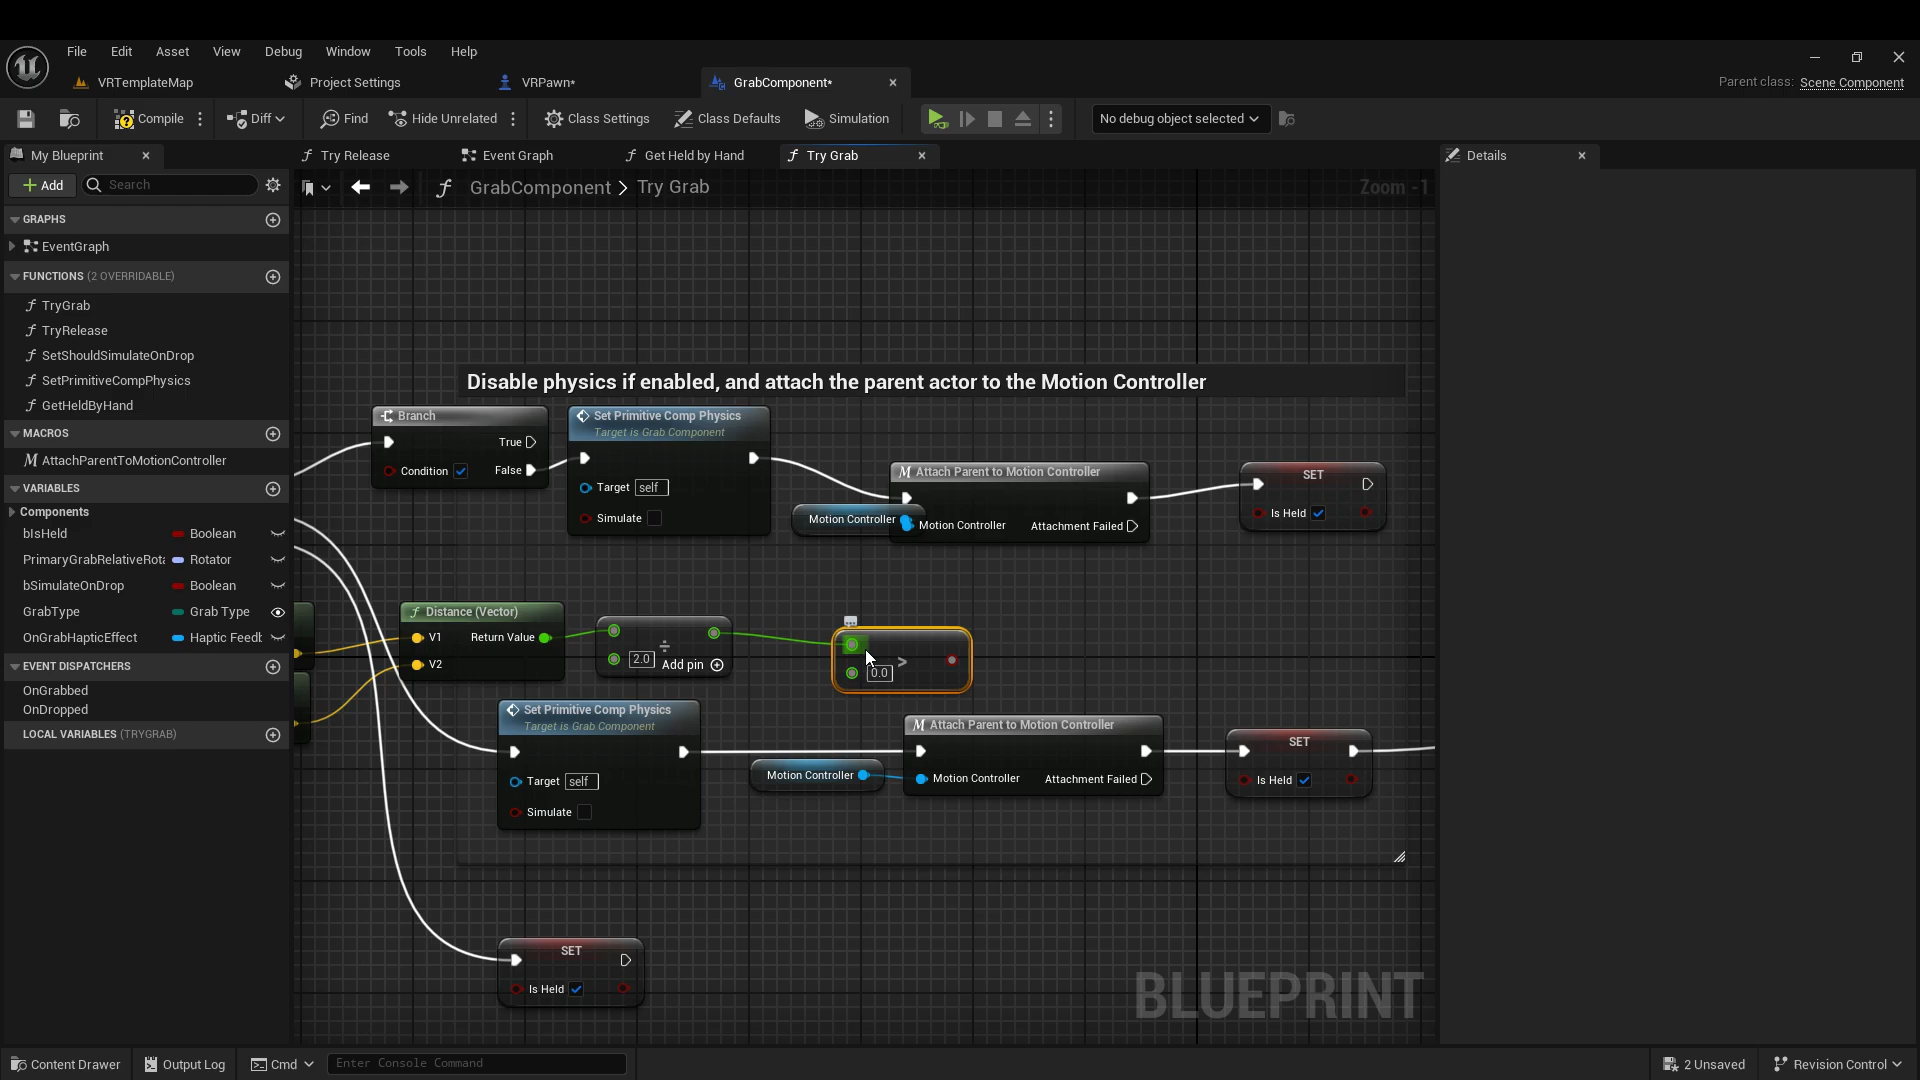 File Edit Asset View Debug Window Tools Help
VRTemplateMap Project Settings VRPawn* GrabComponent*
Parent class: Scene Component
Compile Diff Find Hide Unrelated Class Settings Class Defaults Simulation No debug object selected
My Blueprint Try Release Event Graph Get Held by Hand Try Grab Details
Add Search
GrabComponent > Try Grab
Zoom -1
GRAPHS
EventGraph
FUNCTIONS (2 OVERRIDABLE)
TryGrab
TryRelease
SetShouldSimulateOnDrop
SetPrimitiveCompPhysics
GetHeldByHand
MACROS
AttachParentToMotionController
VARIABLES
Components
bIsHeld Boolean
PrimaryGrabRelativeRota Rotator
bSimulateOnDrop Boolean
GrabType Grab Type
OnGrabHapticEffect Haptic Feedb
EVENT DISPATCHERS
OnGrabbed
OnDropped
LOCAL VARIABLES (TRYGRAB)
Disable physics if enabled, and attach the parent actor to the Motion Controller
Branch
True
Condition False
Set Primitive Comp Physics
Target is Grab Component
Target self
Simulate
Motion Controller
Attach Parent to Motion Controller
Motion Controller Attachment Failed
SET
Is Held
Distance (Vector)
V1 Return Value
V2
÷
2.0 Add pin
>
0.0
Set Primitive Comp Physics
Target is Grab Component
Target self
Simulate
Motion Controller
Attach Parent to Motion Controller
Motion Controller Attachment Failed
SET
Is Held
SET
Is Held
BLUEPRINT
Content Drawer Output Log Cmd Enter Console Command 2 Unsaved Revision Control